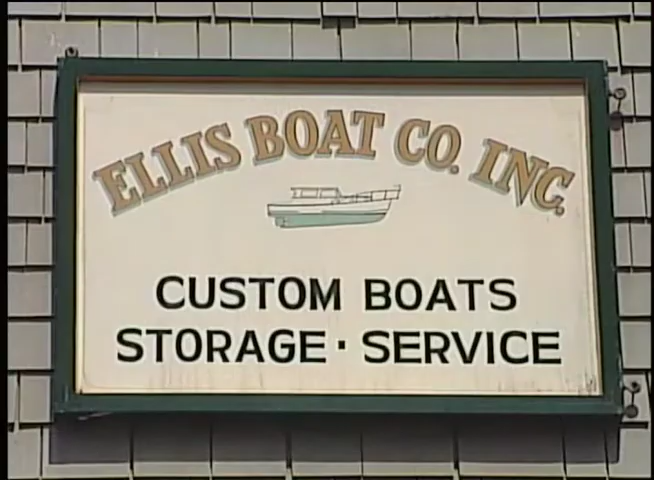 ELLIS BOAT CO. INC.
CUSTOM BOATS
STORAGE · SERVICE